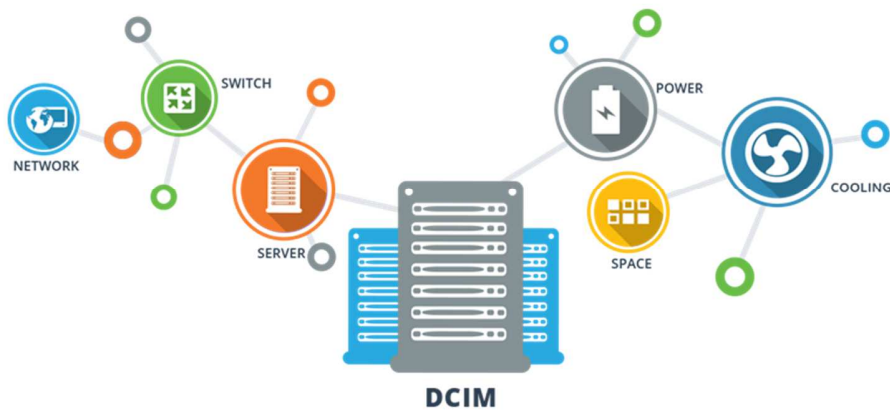 SWITCH
POWER
NETWORK
COOLING
SERVER
SPACE
DCIM